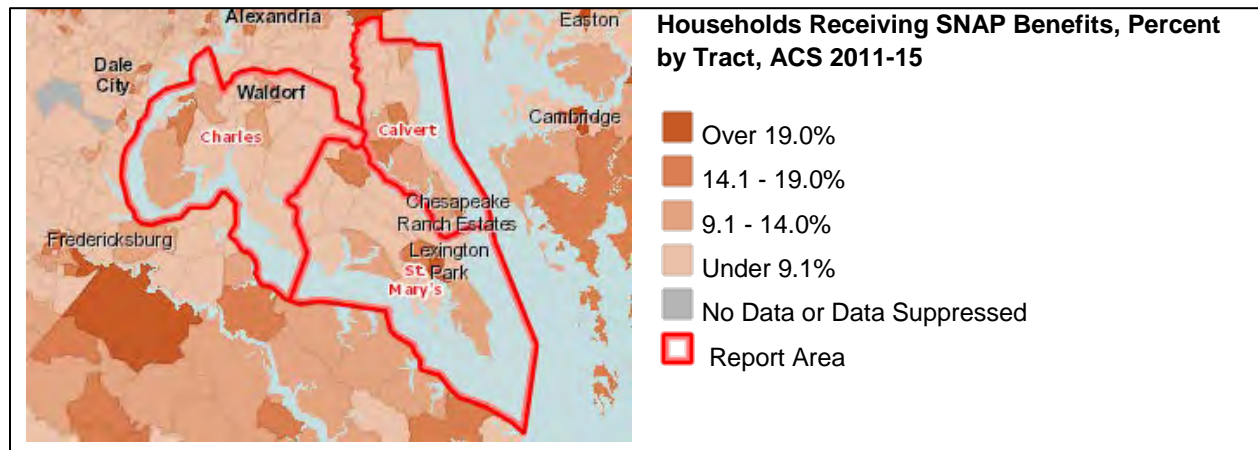 Alexandria
Easton
Dale
City
Waldorf
Cambridge
Charles
Calvert
Chesapeake
Ranch Estates
Fredericksburg
Lexington
Park
St.
Mary's
Households Receiving SNAP Benefits, Percent
by Tract, ACS 2011-15
Over 19.0%
14.1 - 19.0%
9.1 - 14.0%
Under 9.1%
No Data or Data Suppressed
Report Area